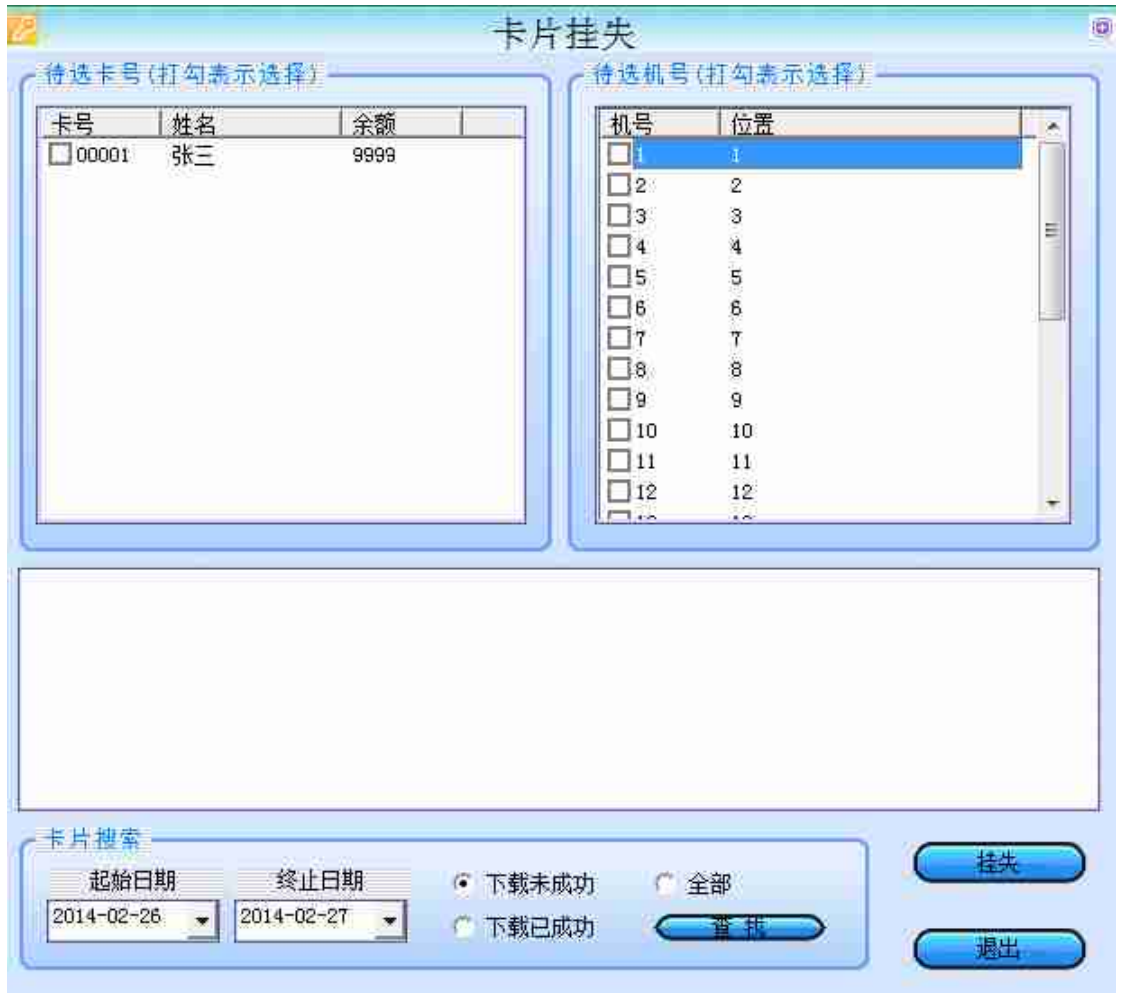 卡片挂失
待选卡号(打勾表示选择)
卡号 姓名 余额
00001 张三 9999
待选机号(打勾表示选择)
机号 位置
1 1
2 2
3 3
4 4
5 5
6 6
7 7
8 8
9 9
10 10
11 11
12 12
卡片搜索
起始日期 终止日期
2014-02-26 2014-02-27
下载未成功 全部
下载已成功 查找
挂失
退出